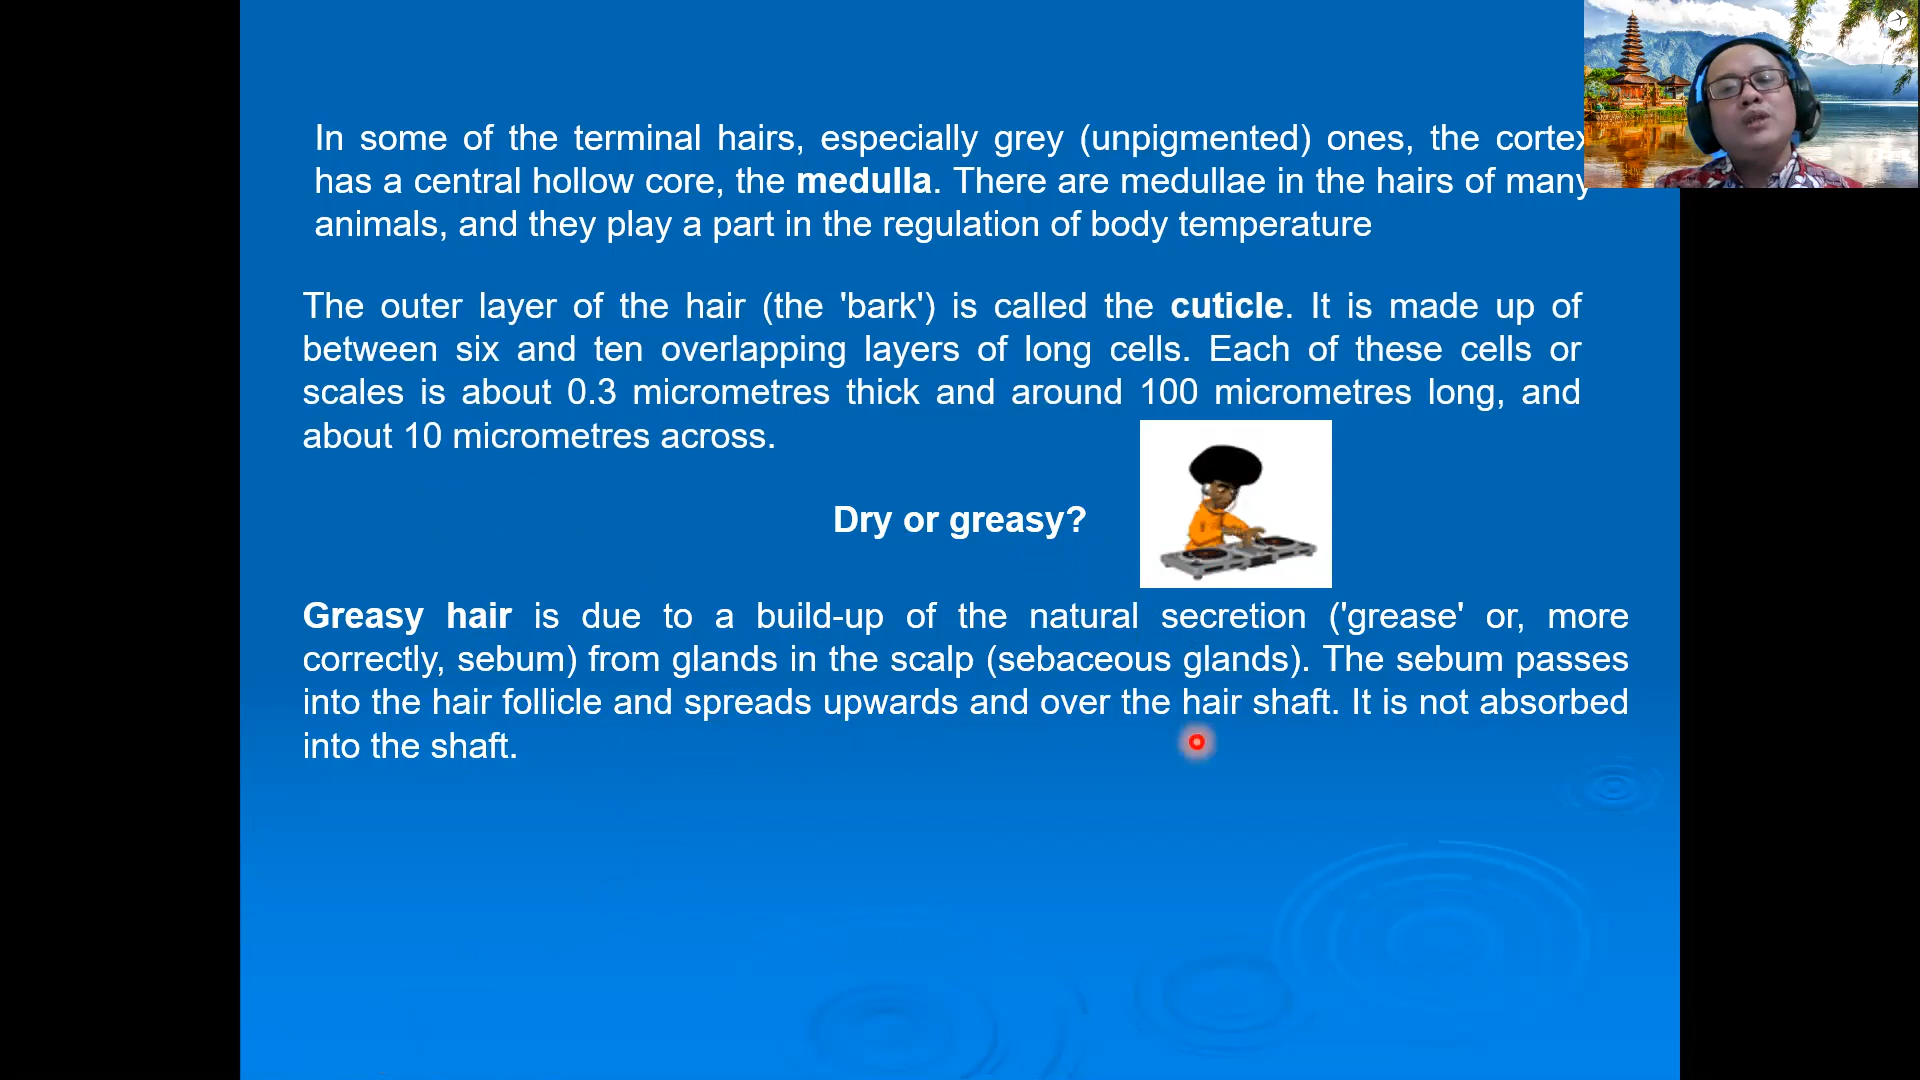 In some of the terminal hairs, especially grey (unpigmented) ones, the cortex
has a central hollow core, the medulla. There are medullae in the hairs of many
animals, and they play a part in the regulation of body temperature
The outer layer of the hair (the 'bark') is called the cuticle. It is made up of
between six and ten overlapping layers of long cells. Each of these cells or
scales is about 0.3 micrometres thick and around 100 micrometres long, and
about 10 micrometres across.
Dry or greasy?
Greasy hair is due to a build-up of the natural secretion ('grease' or, more
correctly, sebum) from glands in the scalp (sebaceous glands). The sebum passes
into the hair follicle and spreads upwards and over the hair shaft. It is not absorbed
into the shaft.